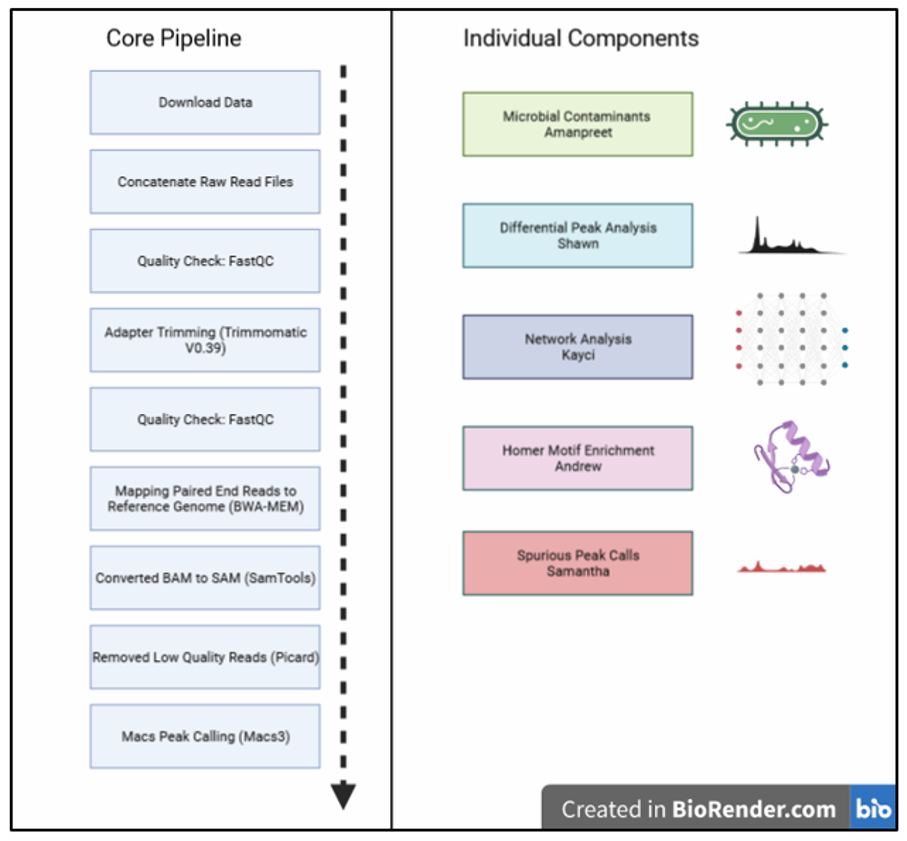 Core Pipeline
Download Data
Concatenate Raw Read Files
Quality Check: FastQC
Adapter Trimming (Trimmomatic
V0.39)
Quality Check: FastQC
Mapping Paired End Reads to
Reference Genome (BWA-MEM)
Converted BAM to SAM (SamTools)
Removed Low Quality Reads (Picard)
Macs Peak Calling (Macs3)
Individual Components
Microbial Contaminants
Amanpreet
Differential Peak Analysis
Shawn
Network Analysis
Kayci
Homer Motif Enrichment
Andrew
Spurious Peak Calls
Samantha
Created in BioRender.com bio